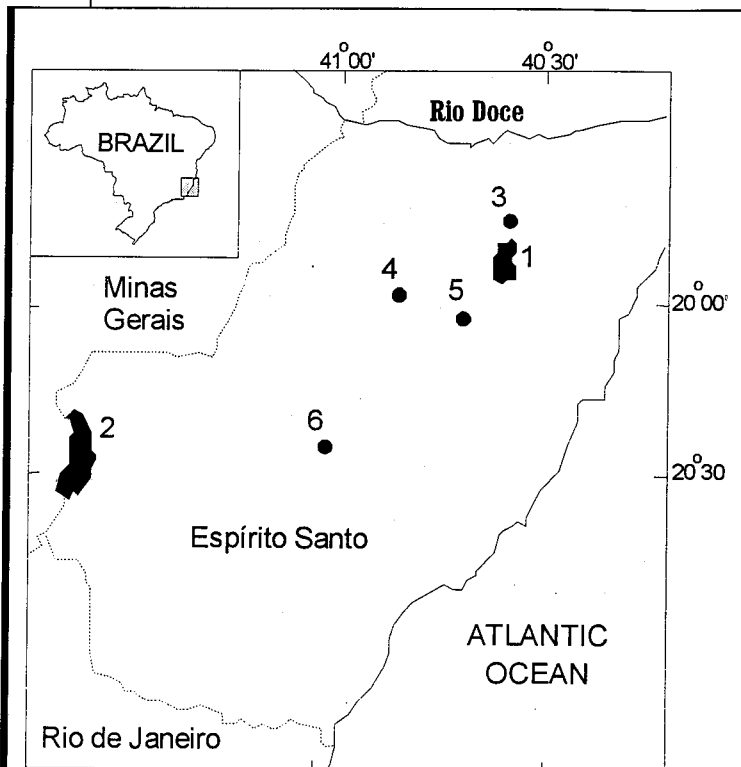 41°00' 40°30'
Rio Doce
BRAZIL
3
1
4
5
20°00'
Minas
Gerais
2
6
20°30'
Espírito Santo
ATLANTIC
OCEAN
Rio de Janeiro